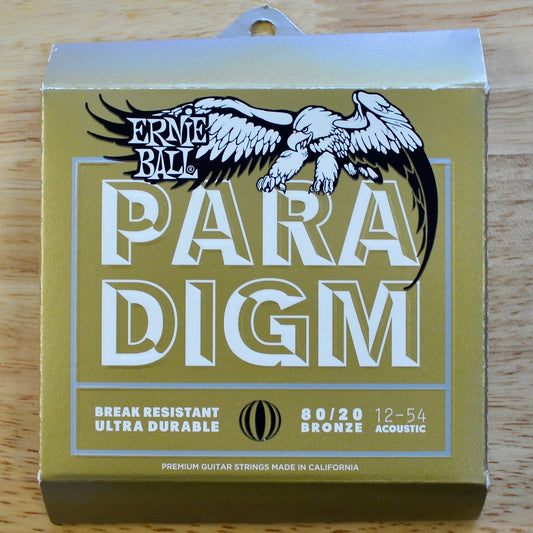 ERNIE
BALL®
PARA
DIGM
BREAK RESISTANT
ULTRA DURABLE
80/20
BRONZE
12-54
ACOUSTIC
PREMIUM GUITAR STRINGS MADE IN CALIFORNIA